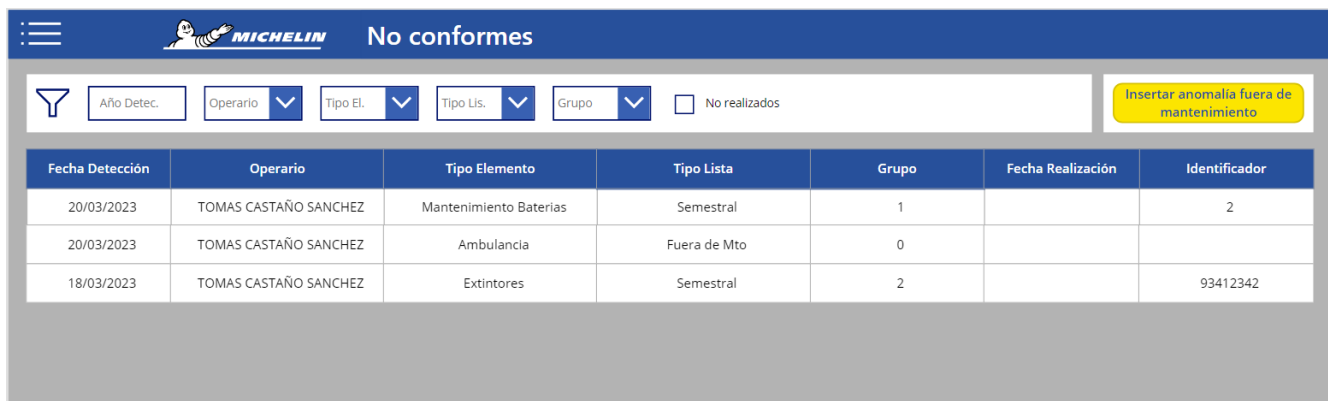 MICHELIN No conformes
Año Detec. Operario Tipo El. Tipo Lis. Grupo No realizados
Insertar anomalía fuera de
mantenimiento
Fecha Detección Operario Tipo Elemento Tipo Lista Grupo Fecha Realización Identificador
20/03/2023 TOMAS CASTAÑO SANCHEZ Mantenimiento Baterias Semestral 1 2
20/03/2023 TOMAS CASTAÑO SANCHEZ Ambulancia Fuera de Mto 0
18/03/2023 TOMAS CASTAÑO SANCHEZ Extintores Semestral 2 93412342